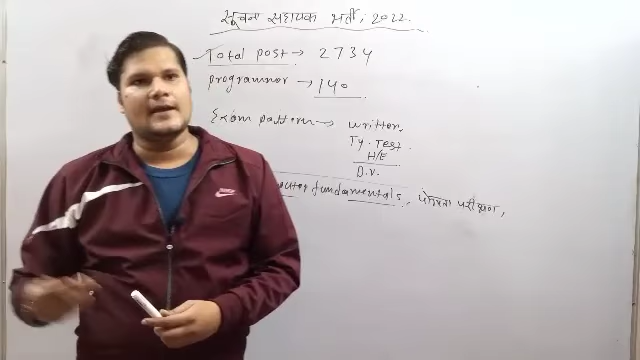 सूचना सहायक भर्ती, 2022
Total post → 2734
programmer → 140
Exam pattern → written,
Ty. Test
H/E
D.V.
fundamentals, योग्यता परीक्षण,
NIKE